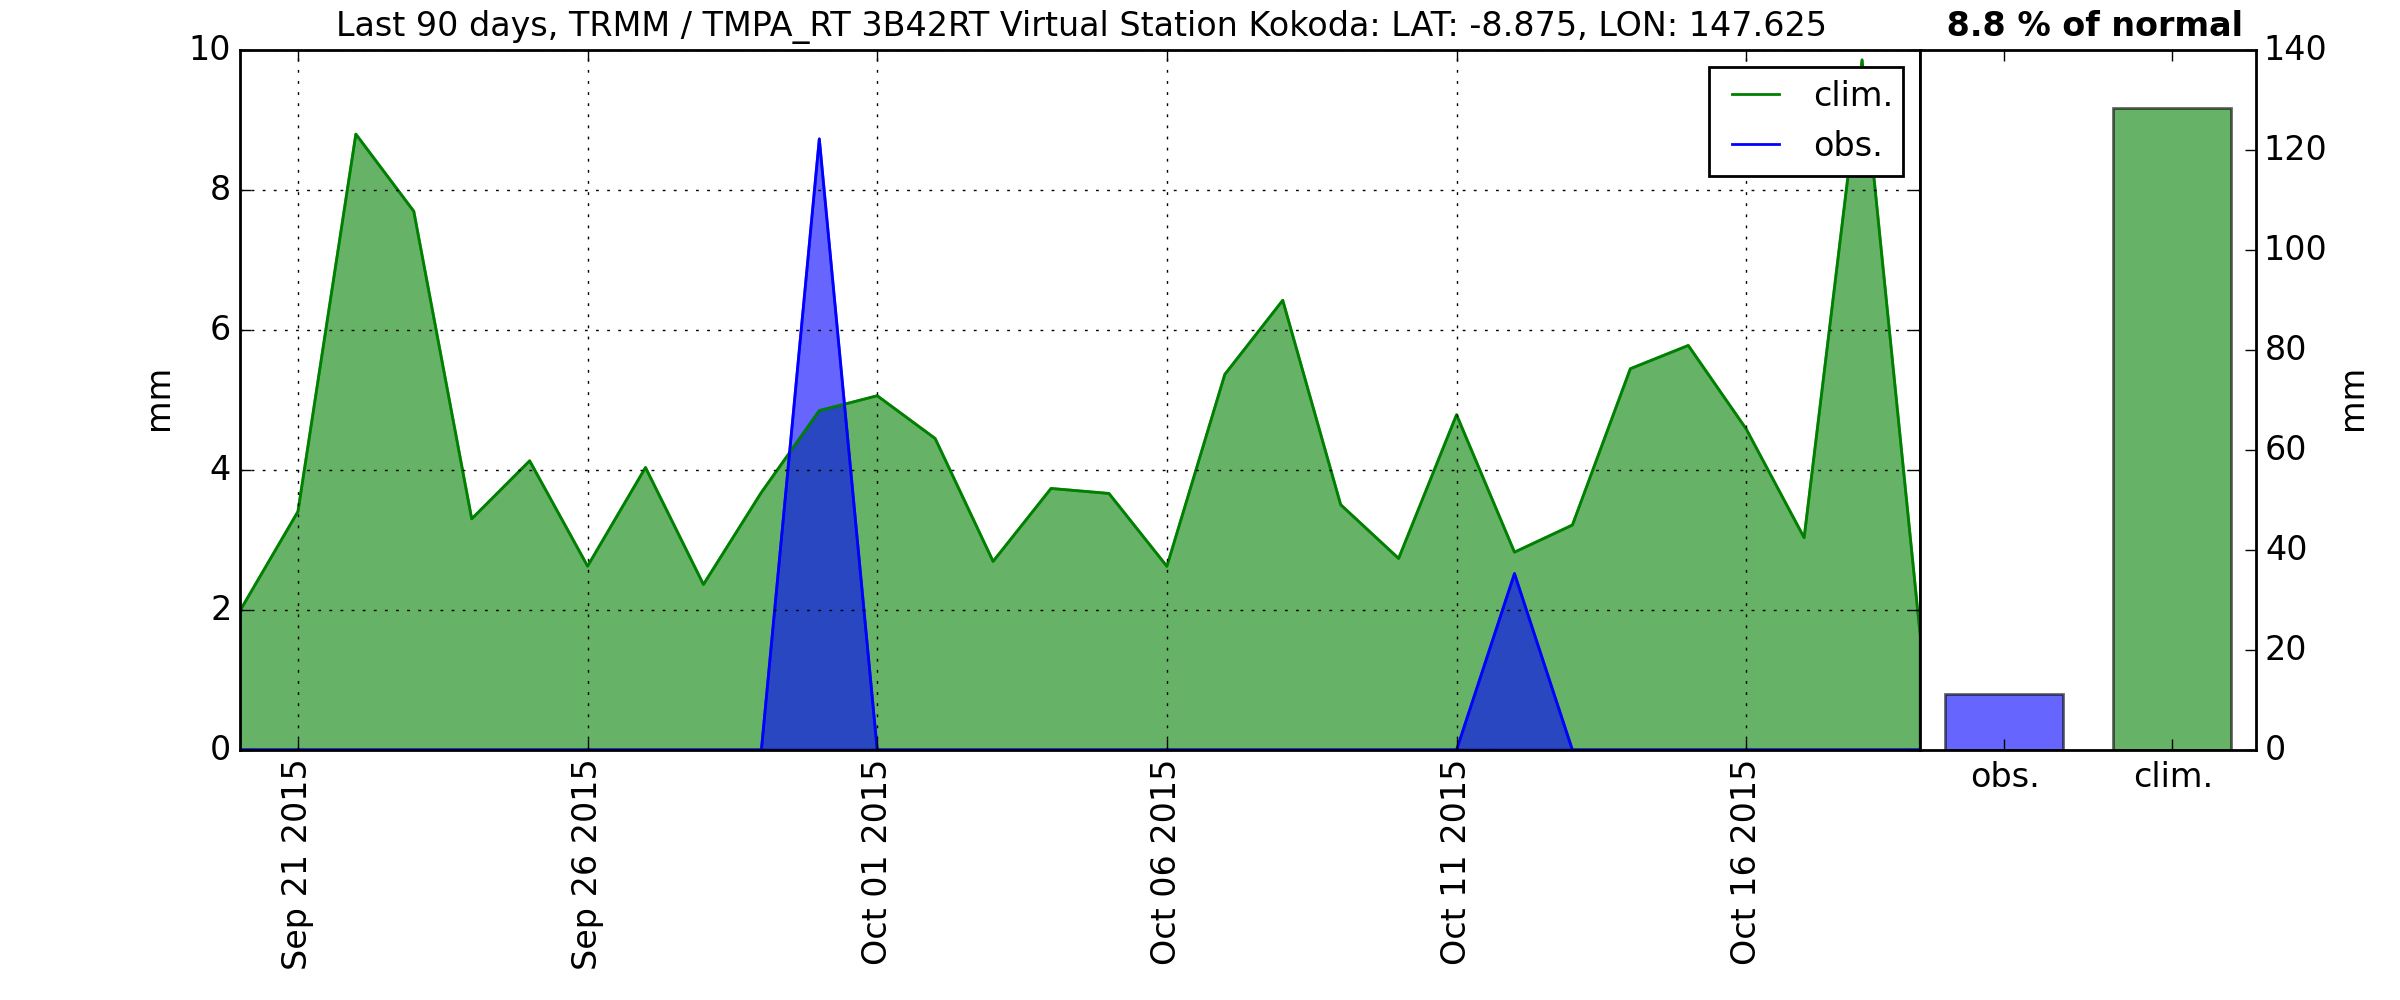 Last 90 days, TRMM / TMPA_RT 3B42RT Virtual Station Kokoda: LAT: -8.875, LON: 147.625
8.8 % of normal
10
8
6
4
2
0
mm
clim.
obs.
140
120
100
80
60
40
20
0
mm
Sep 21 2015
Sep 26 2015
Oct 01 2015
Oct 06 2015
Oct 11 2015
Oct 16 2015
obs.
clim.